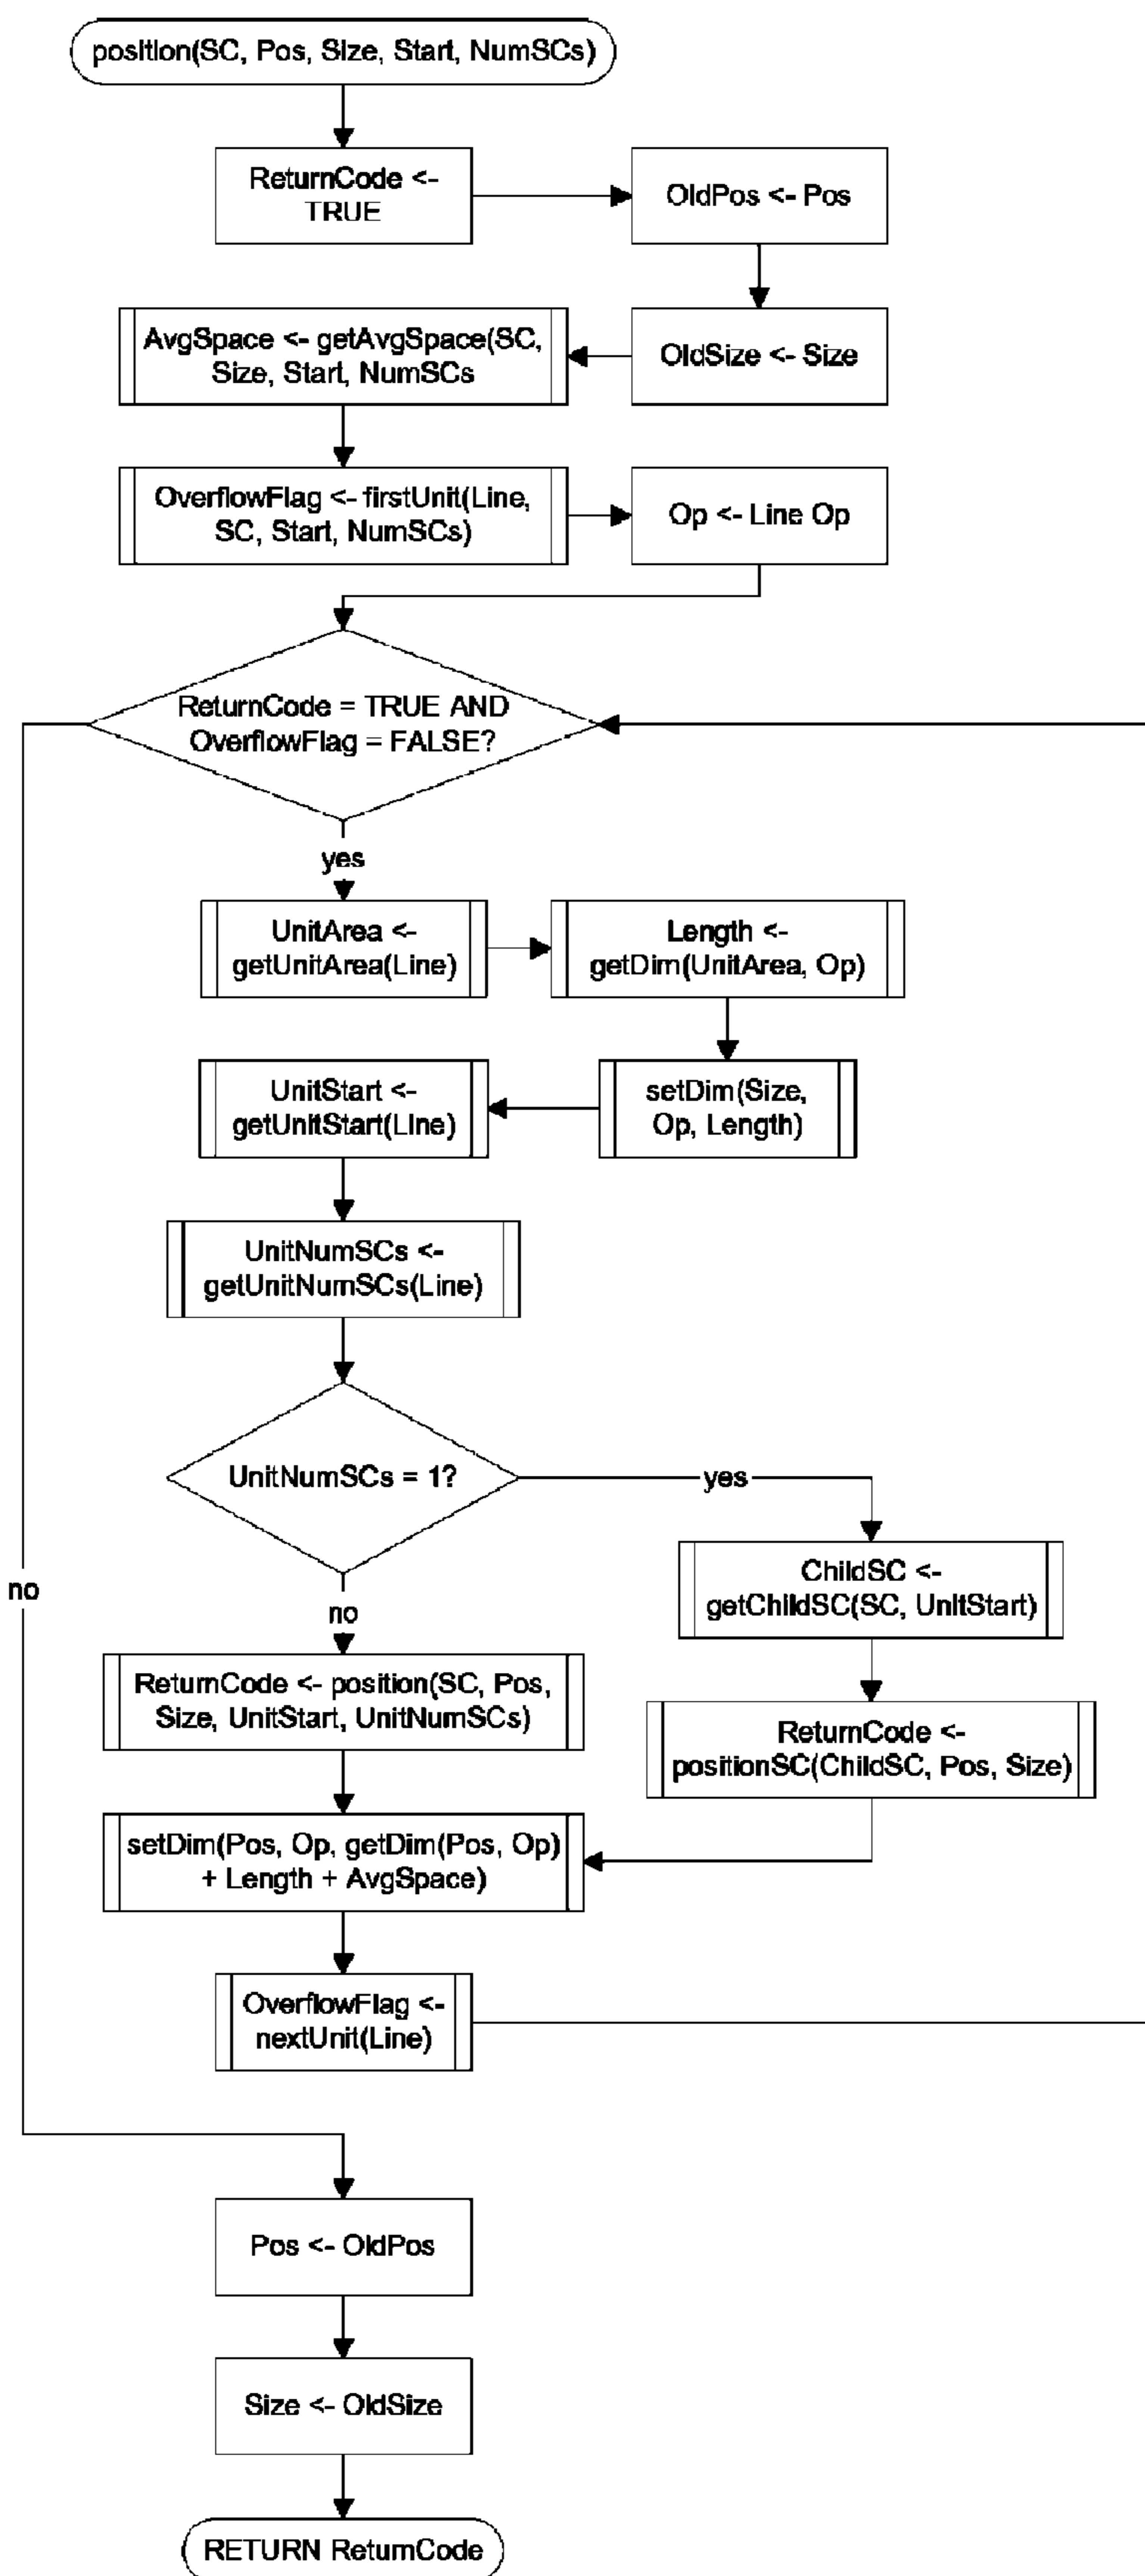 position(SC, Pos, Size, Start, NumSCs)
ReturnCode <-
TRUE
OldPos <- Pos
AvgSpace <- getAvgSpace(SC,
Size, Start, NumSCs
OldSize <- Size
OverflowFlag <- firstUnit(Line,
SC, Start, NumSCs)
Op <- Line Op
ReturnCode = TRUE AND
OverflowFlag = FALSE?
yes
UnitArea <-
getUnitArea(Line)
Length <-
getDim(UnitArea, Op)
UnitStart <-
getUnitStart(Line)
setDim(Size,
Op, Length)
UnitNumSCs <-
getUnitNumSCs(Line)
UnitNumSCs = 1?
yes
no
no
ChildSC <-
getChildSC(SC, UnitStart)
ReturnCode <- position(SC, Pos,
Size, UnitStart, UnitNumSCs)
ReturnCode <-
positionSC(ChildSC, Pos, Size)
setDim(Pos, Op, getDim(Pos, Op)
+ Length + AvgSpace)
OverflowFlag <-
nextUnit(Line)
Pos <- OldPos
Size <- OldSize
RETURN ReturnCode